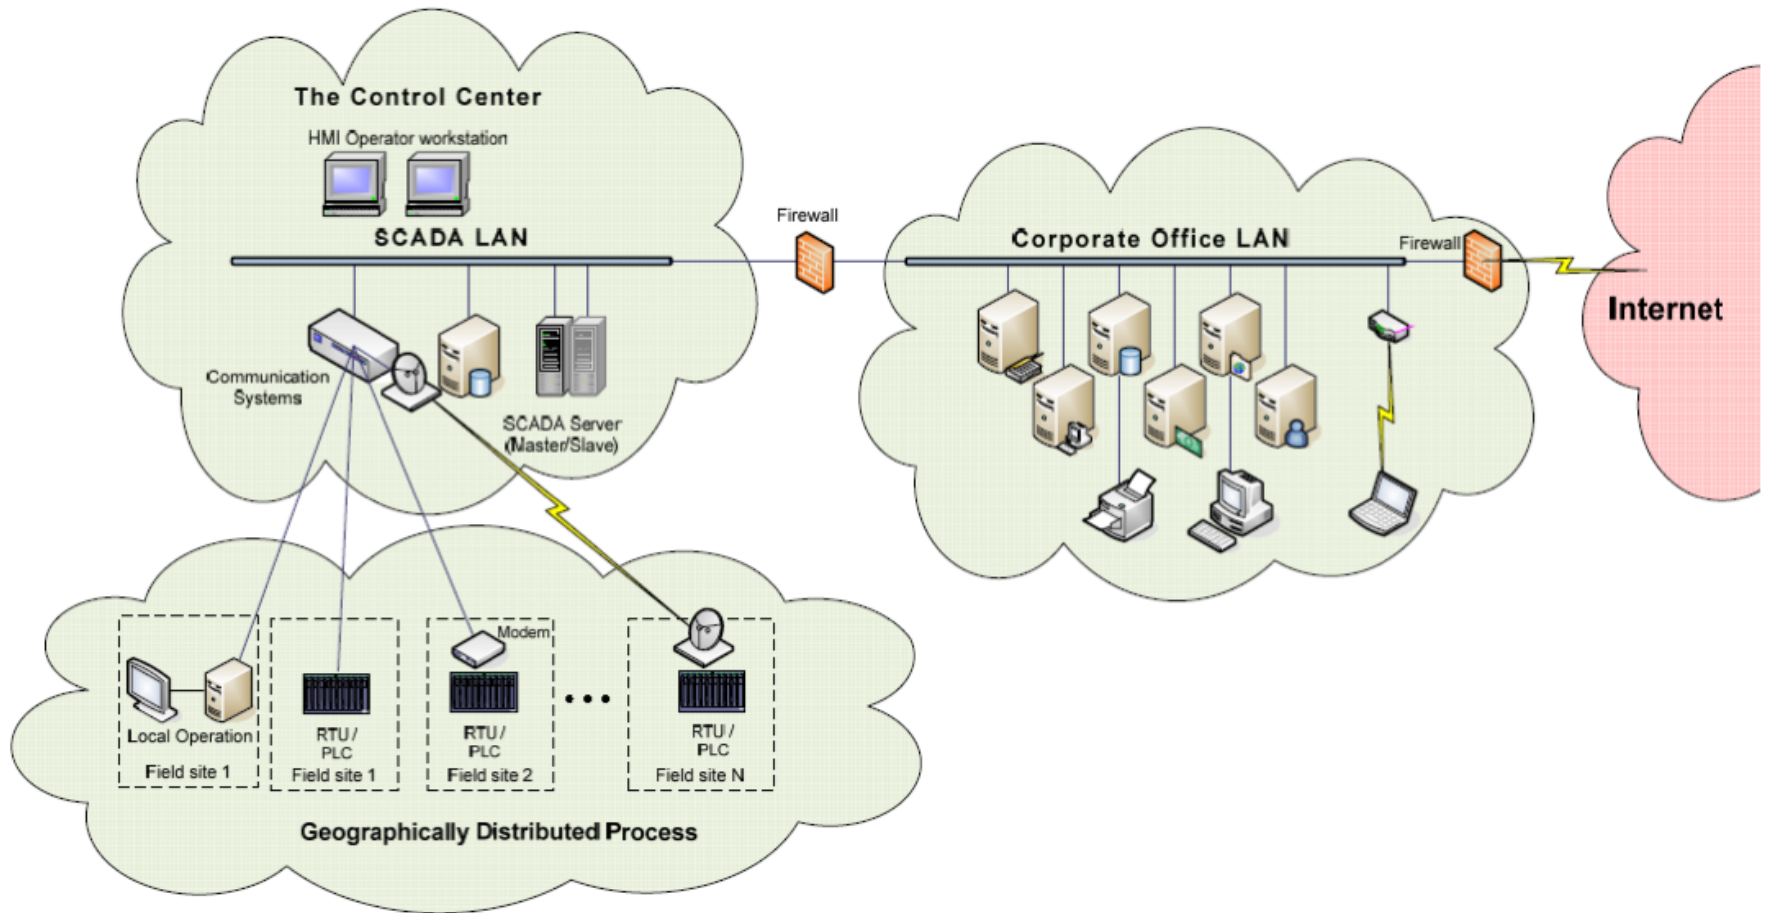 The Control Center
HMI Operator workstation
SCADA LAN
Communication
Systems
SCADA Server
(Master/Slave)
Firewall
Corporate Office LAN
Firewall
Internet
Modem
Local Operation
Field site 1
RTU /
PLC
Field site 1
RTU /
PLC
Field site 2
RTU /
PLC
Field site N
Geographically Distributed Process